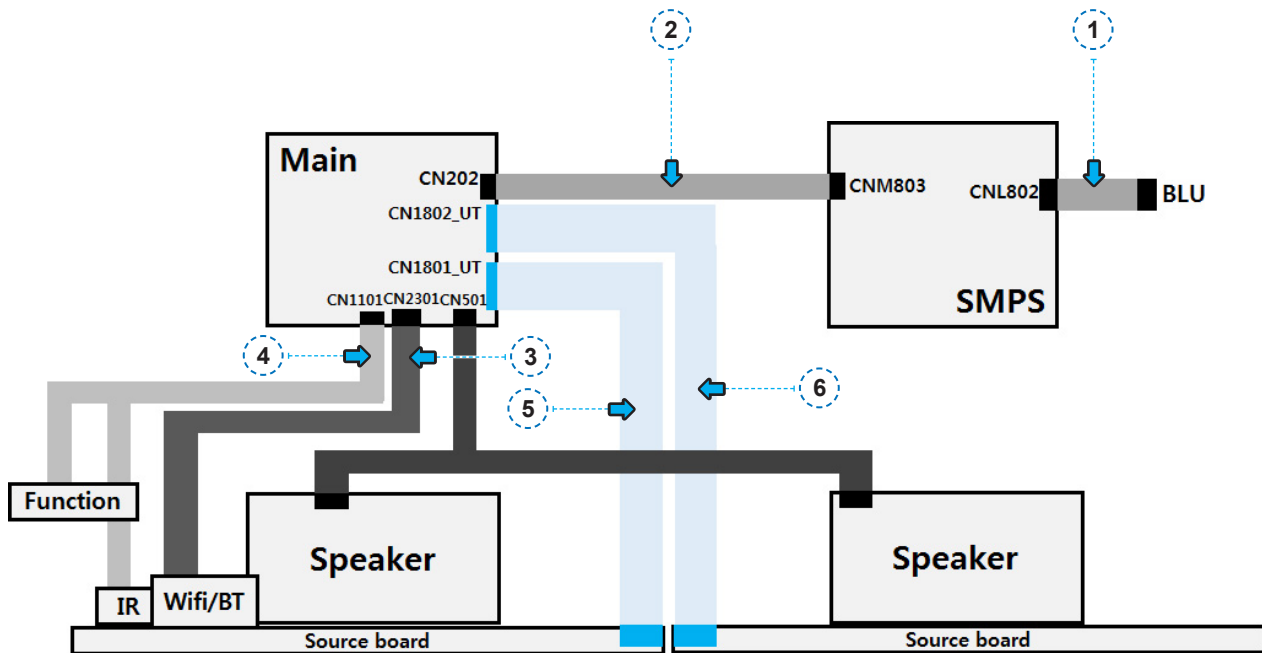 2
1
Main
CN202
CNM803
CNL802
BLU
CN1802_UT
CN1801_UT
SMPS
CN1101
CN2301
CN501
4
3
5
6
Function
Speaker
Speaker
IR
Wifi/BT
Source board
Source board